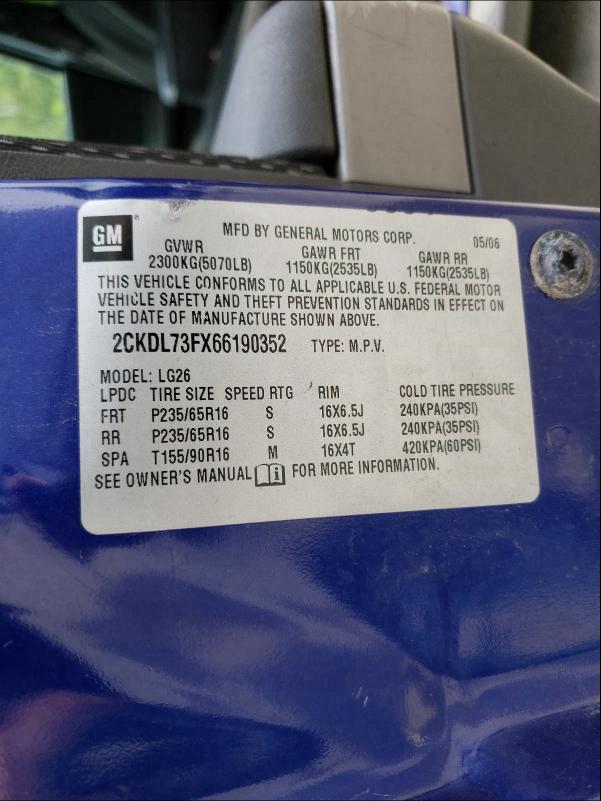 GM
MFD BY GENERAL MOTORS CORP. 05/06
GVWR GAWR FRT GAWR RR
2300KG(5070LB) 1150KG(2535LB) 1150KG(2535LB)
THIS VEHICLE CONFORMS TO ALL APPLICABLE U.S. FEDERAL MOTOR
VEHICLE SAFETY AND THEFT PREVENTION STANDARDS IN EFFECT ON
THE DATE OF MANUFACTURE SHOWN ABOVE.
2CKDL73FX66190352 TYPE: M.P.V.
MODEL: LG26
LPDC TIRE SIZE SPEED RTG RIM COLD TIRE PRESSURE
FRT P235/65R16 S 16X6.5J 240KPA(35PSI)
RR P235/65R16 S 16X6.5J 240KPA(35PSI)
SPA T155/90R16 M 16X4T 420KPA(60PSI)
SEE OWNER'S MANUAL FOR MORE INFORMATION.